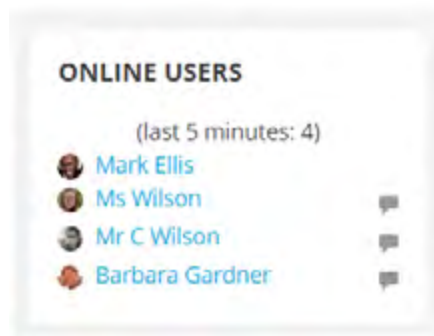 ONLINE USERS
(last 5 minutes: 4)
Mark Ellis
Ms Wilson
Mr C Wilson
Barbara Gardner